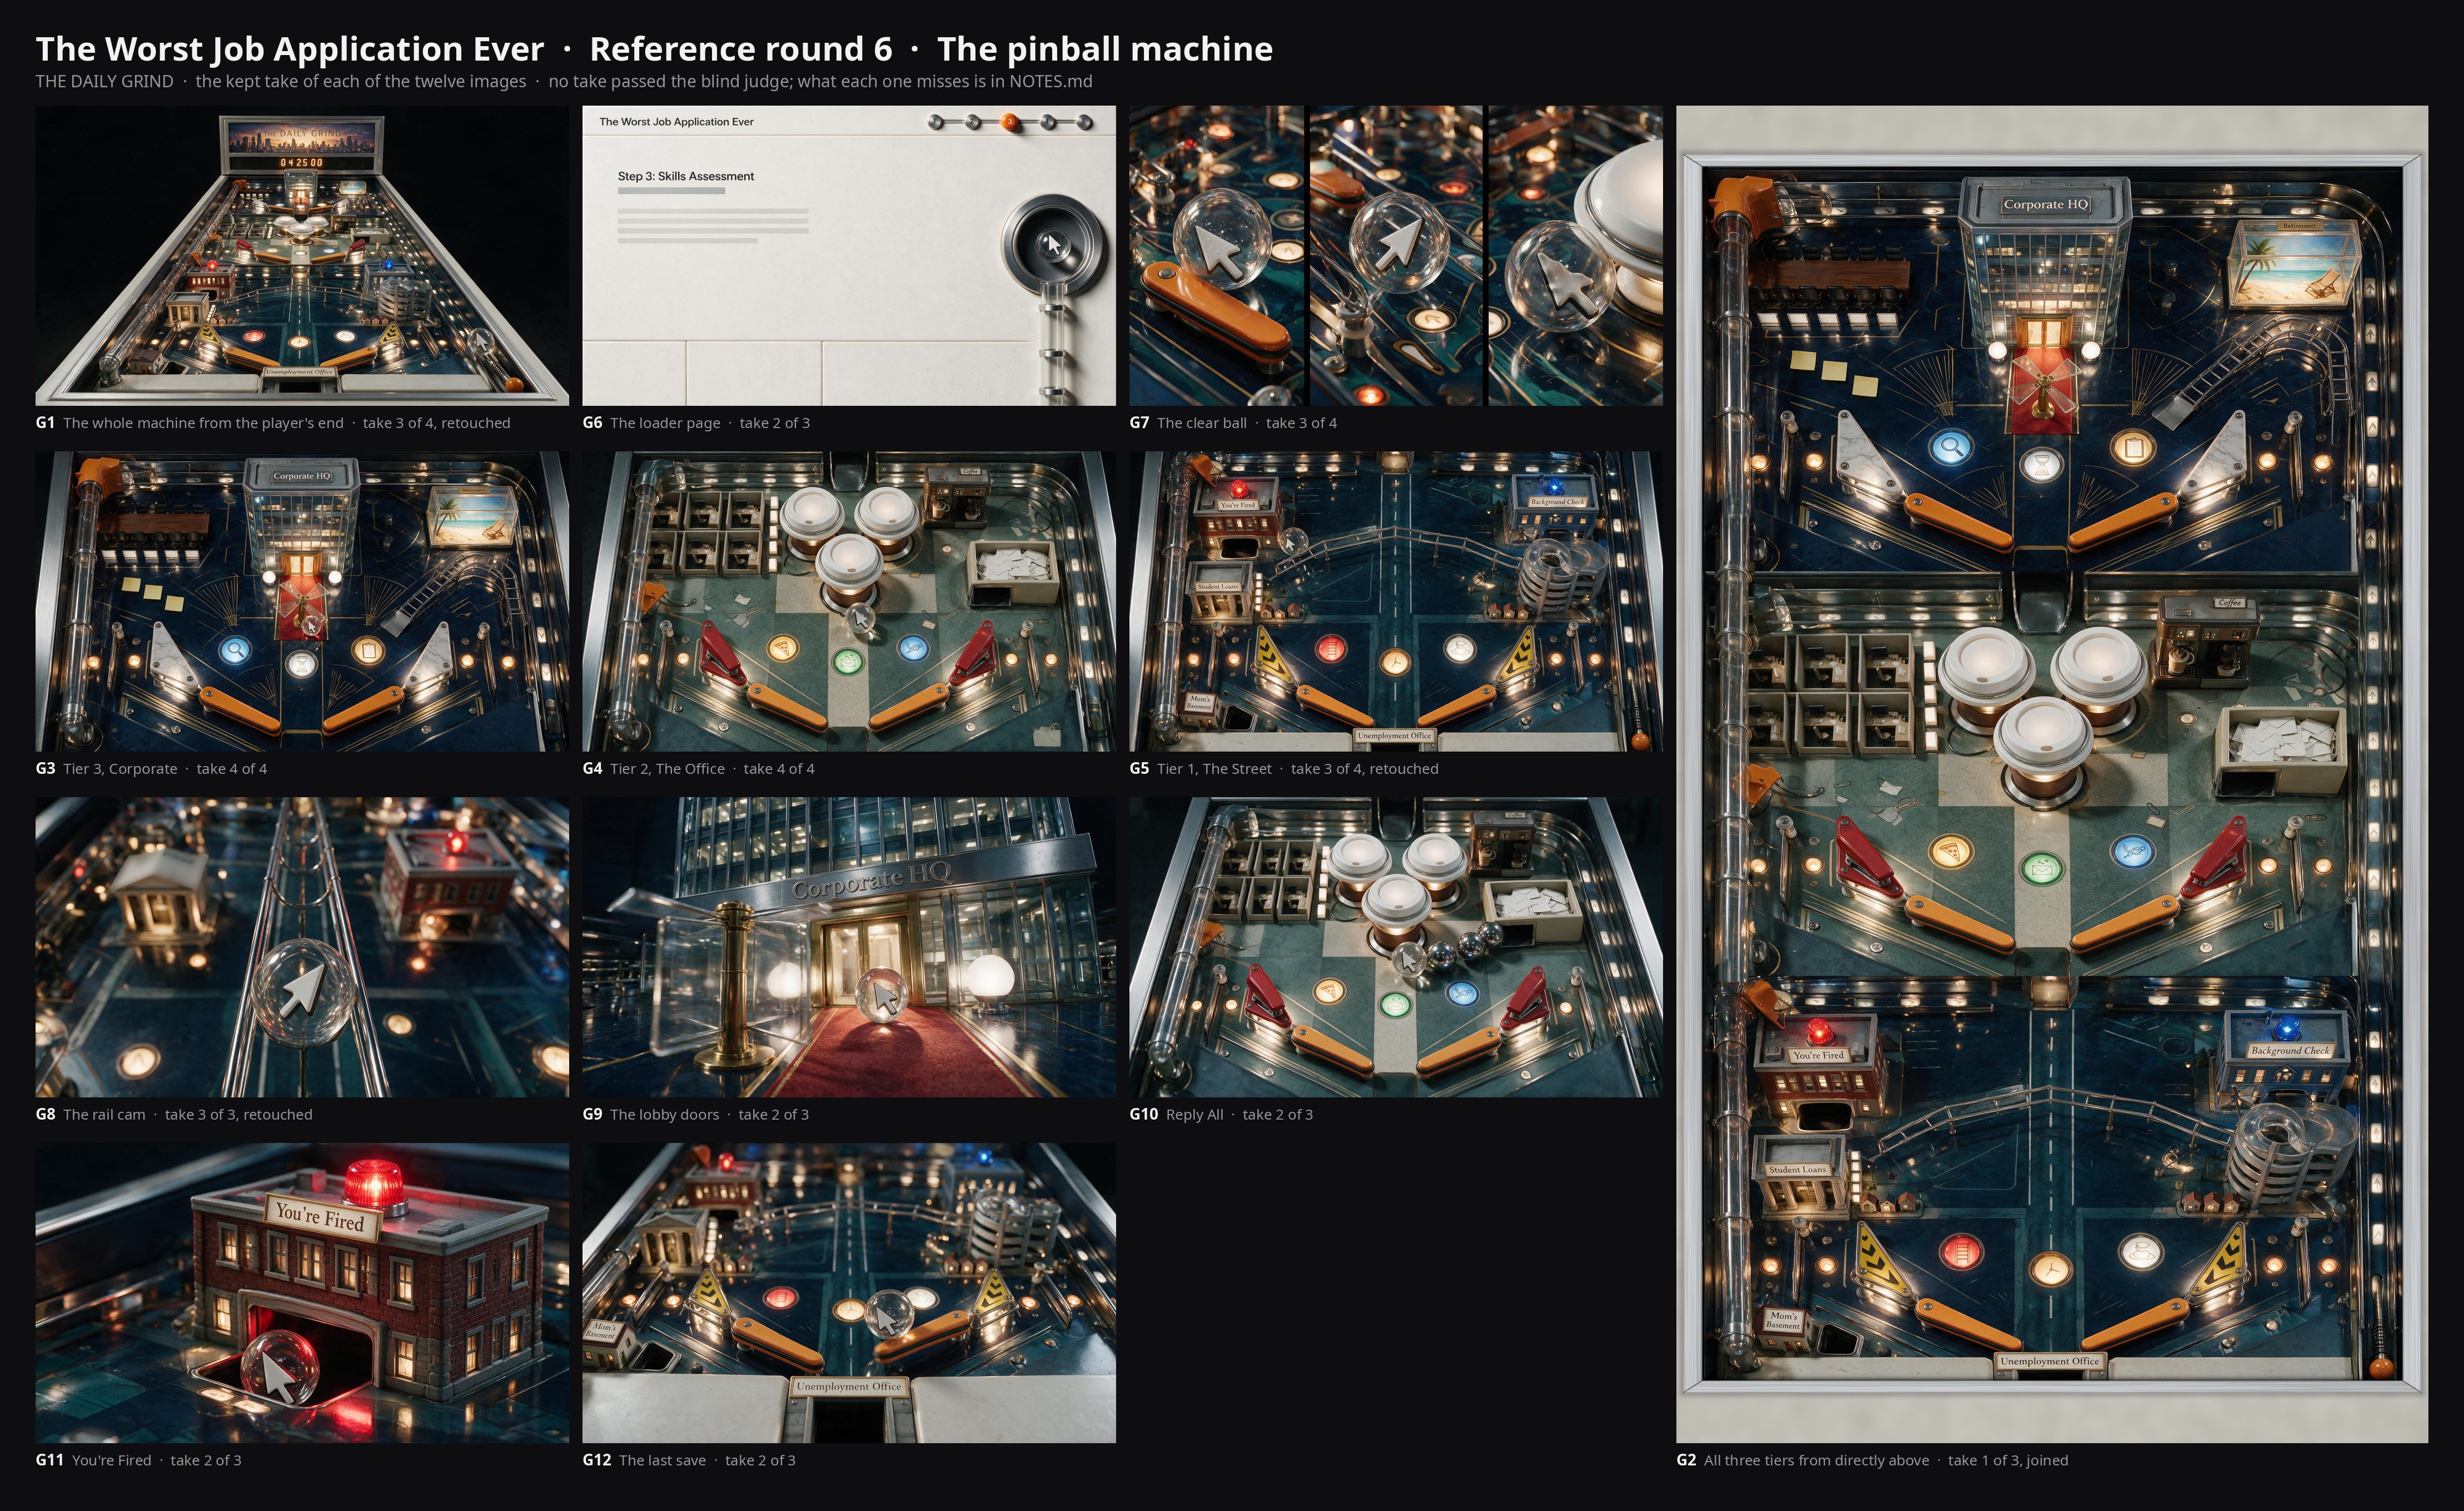 The Worst Job Application Ever · Reference round 6 · The pinball machine
THE DAILY GRIND · the kept take of each of the twelve images · no take passed the blind judge; what each one misses is in NOTES.md
THE DAILY GRIND
04 25 00
Unemployment Office
G1 The whole machine from the player's end · take 3 of 4, retouched
The Worst Job Application Ever
3
Step 3: Skills Assessment
G6 The loader page · take 2 of 3
G7 The clear ball · take 3 of 4
Corporate HQ
G3 Tier 3, Corporate · take 4 of 4
Coffee
G4 Tier 2, The Office · take 4 of 4
You're Fired
Background Check
Student Loans
Mom's
Basement
Unemployment Office
G5 Tier 1, The Street · take 3 of 4, retouched
G8 The rail cam · take 3 of 3, retouched
Corporate HQ
G9 The lobby doors · take 2 of 3
Coffee
G10 Reply All · take 2 of 3
You're Fired
G11 You're Fired · take 2 of 3
Mom's
Basement
Unemployment Office
G12 The last save · take 2 of 3
Corporate HQ
Retirement
Coffee
You're Fired
Background Check
Student Loans
Mom's
Basement
Unemployment Office
G2 All three tiers from directly above · take 1 of 3, joined